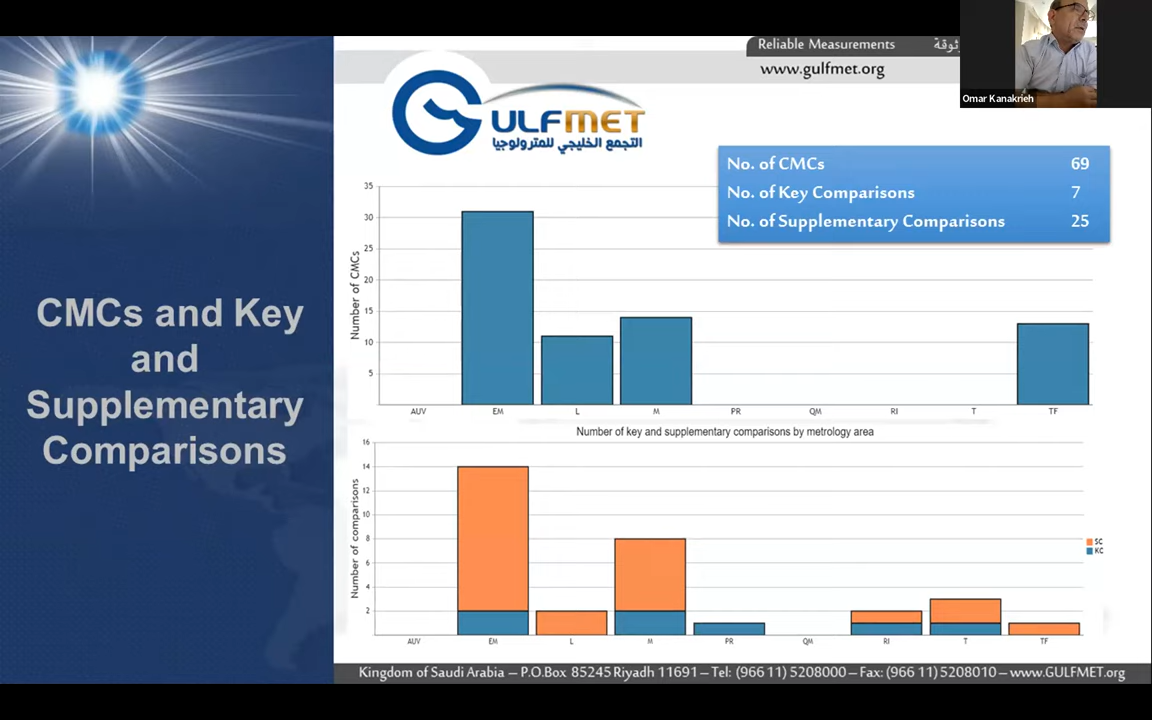 Reliable Measurements
www.gulfmet.org
Omar Kanakrieh
GULFMET
التجمع الخليجي للمترولوجيا
CMCs and Key
and
Supplementary
Comparisons
No. of CMCs 69
No. of Key Comparisons 7
No. of Supplementary Comparisons 25
Number of CMCs
35
30
25
20
15
10
5
AUV EM L M PR QM RI T TF
Number of key and supplementary comparisons by metrology area
Number of comparisons
16
14
12
10
8
6
4
2
SC
KC
AUV EM L M PR QM RI T TF
Kingdom of Saudi Arabia – P.O.Box 85245 Riyadh 11691 – Tel: (966 11) 5208000 – Fax: (966 11) 5208010 – www.GULFMET.org